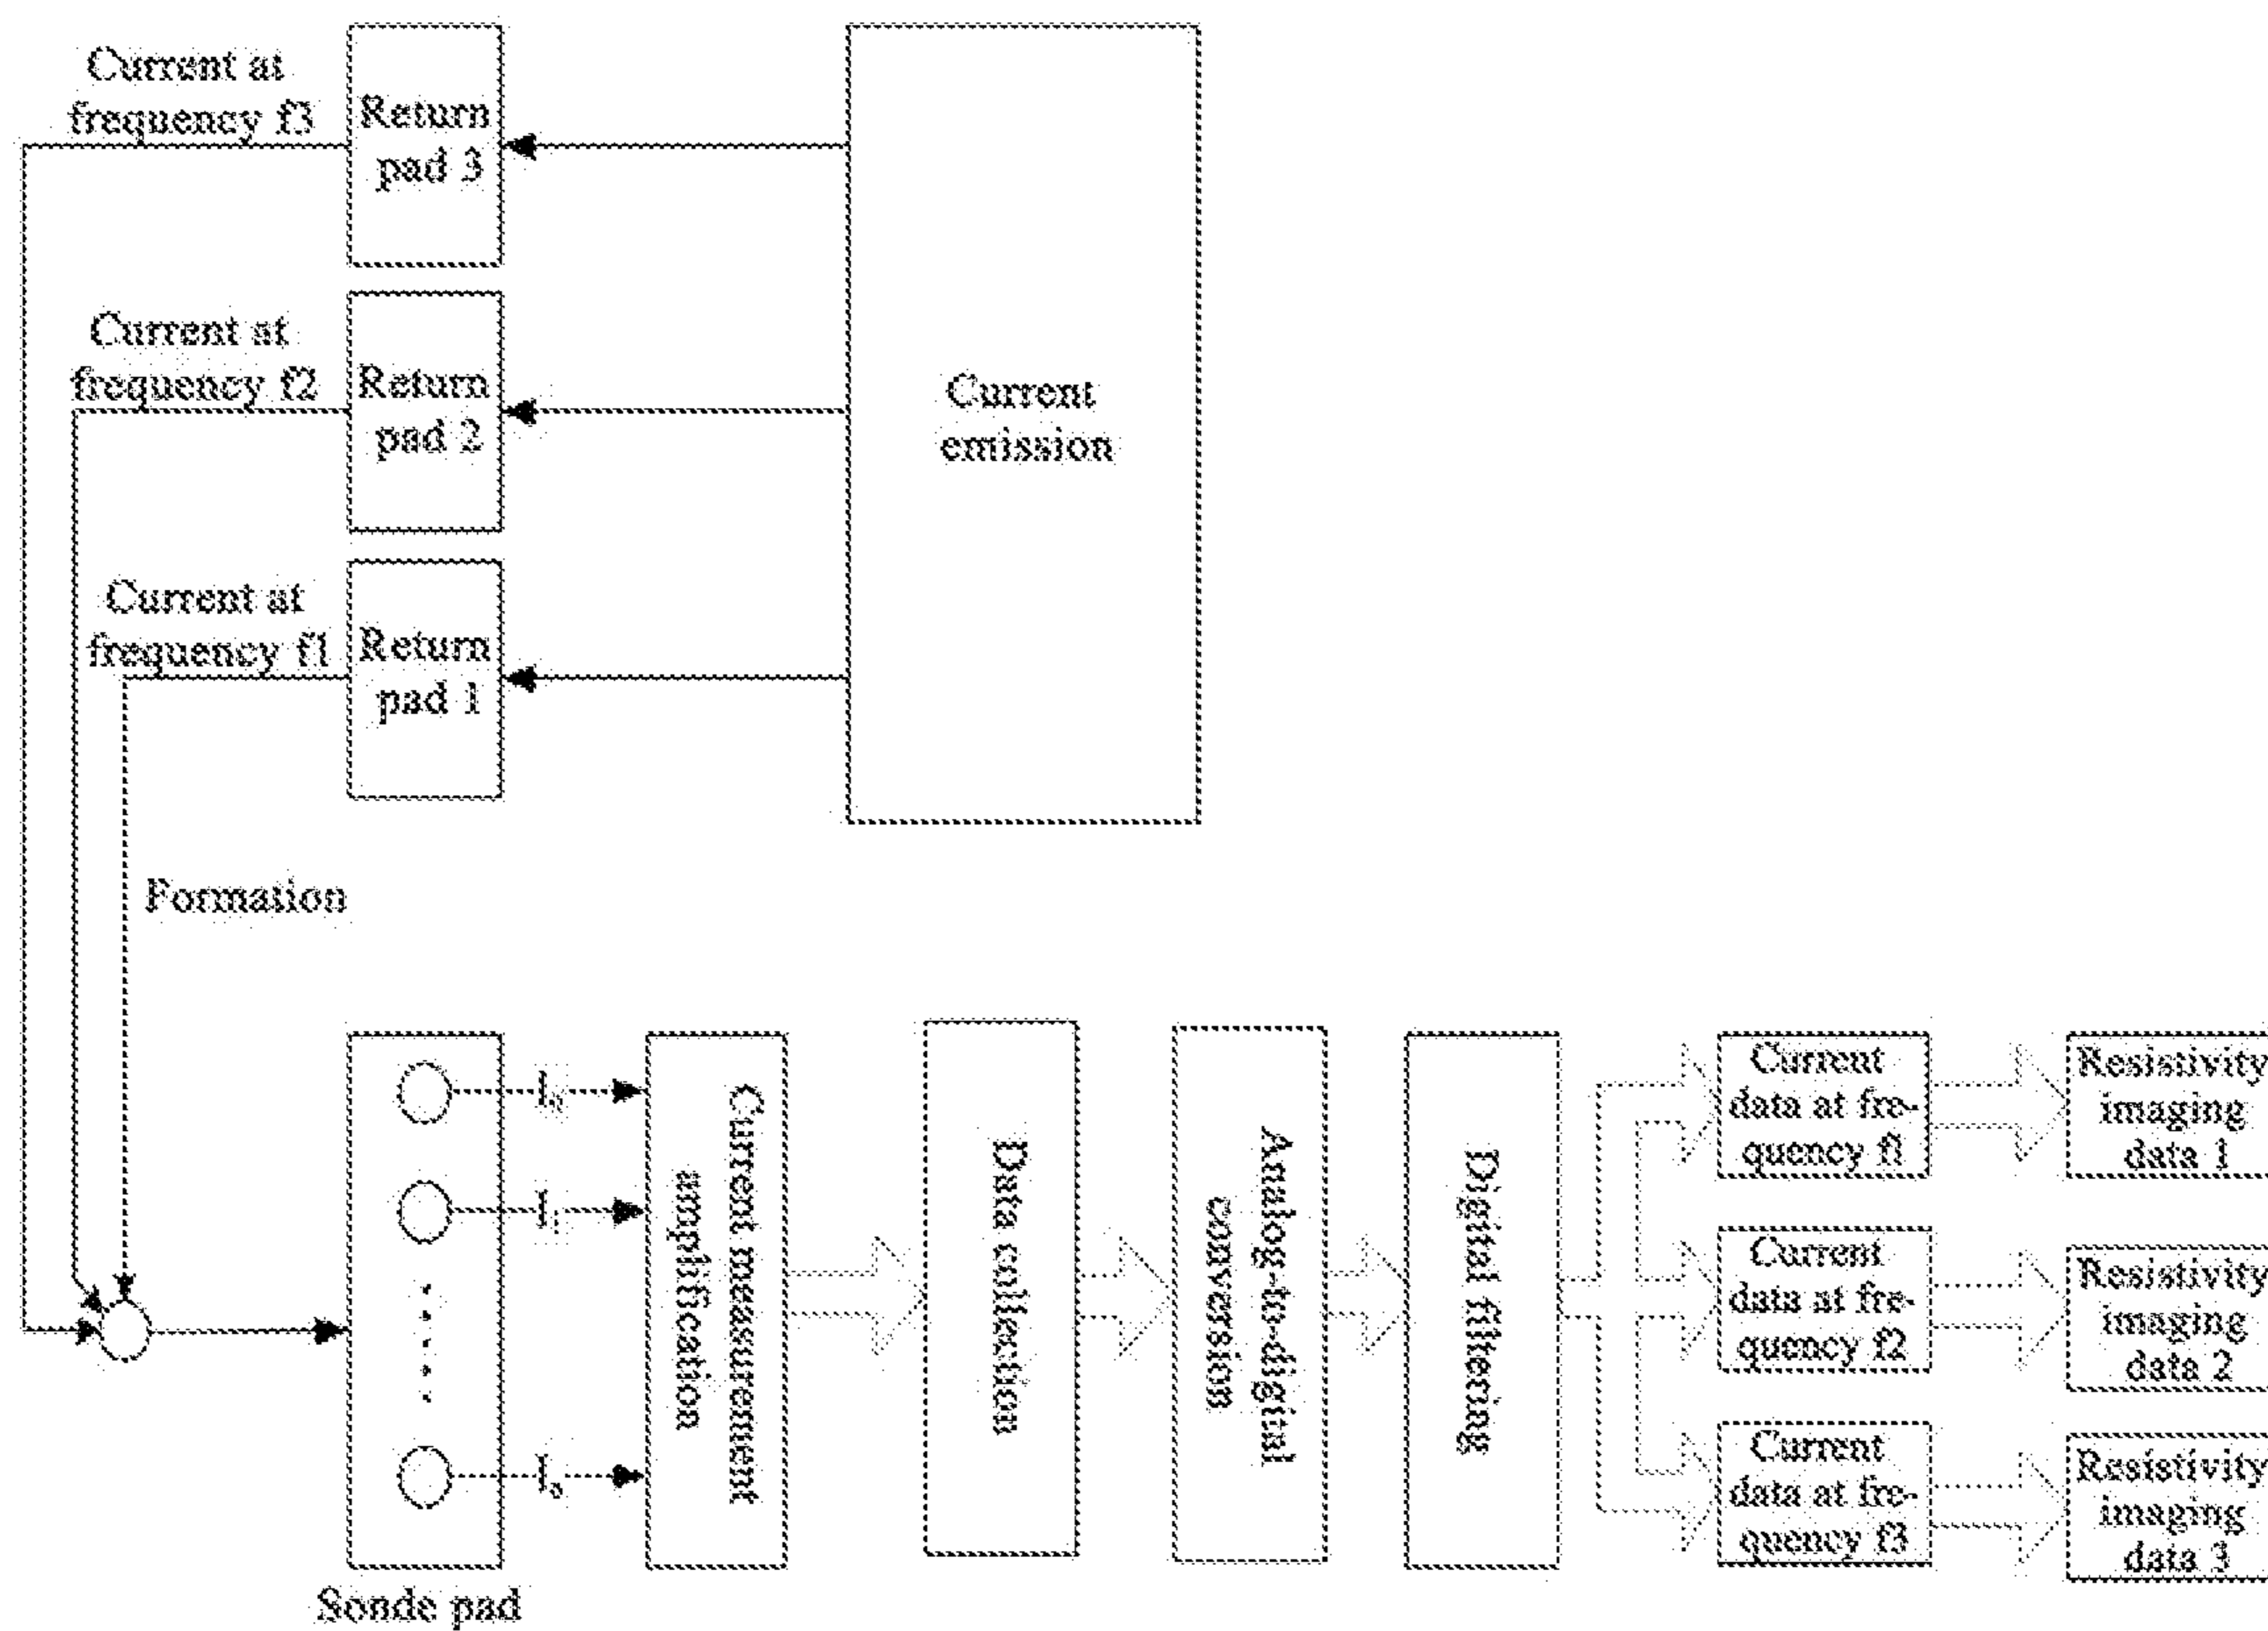 Current at
frequency f3
Return
pad 3
Current at
frequency f2
Return
pad 2
Current
emission
Current at
frequency f1
Return
pad 1
Formation
Current measurement
amplification
Data collection
Analog-to-digital
conversion
Digital filtering
Current
data at fre-
quency f1
Resistivity
imaging
data 1
Current
data at fre-
quency f2
Resistivity
imaging
data 2
Current
data at fre-
quency f3
Resistivity
imaging
data 3
Sonde pad